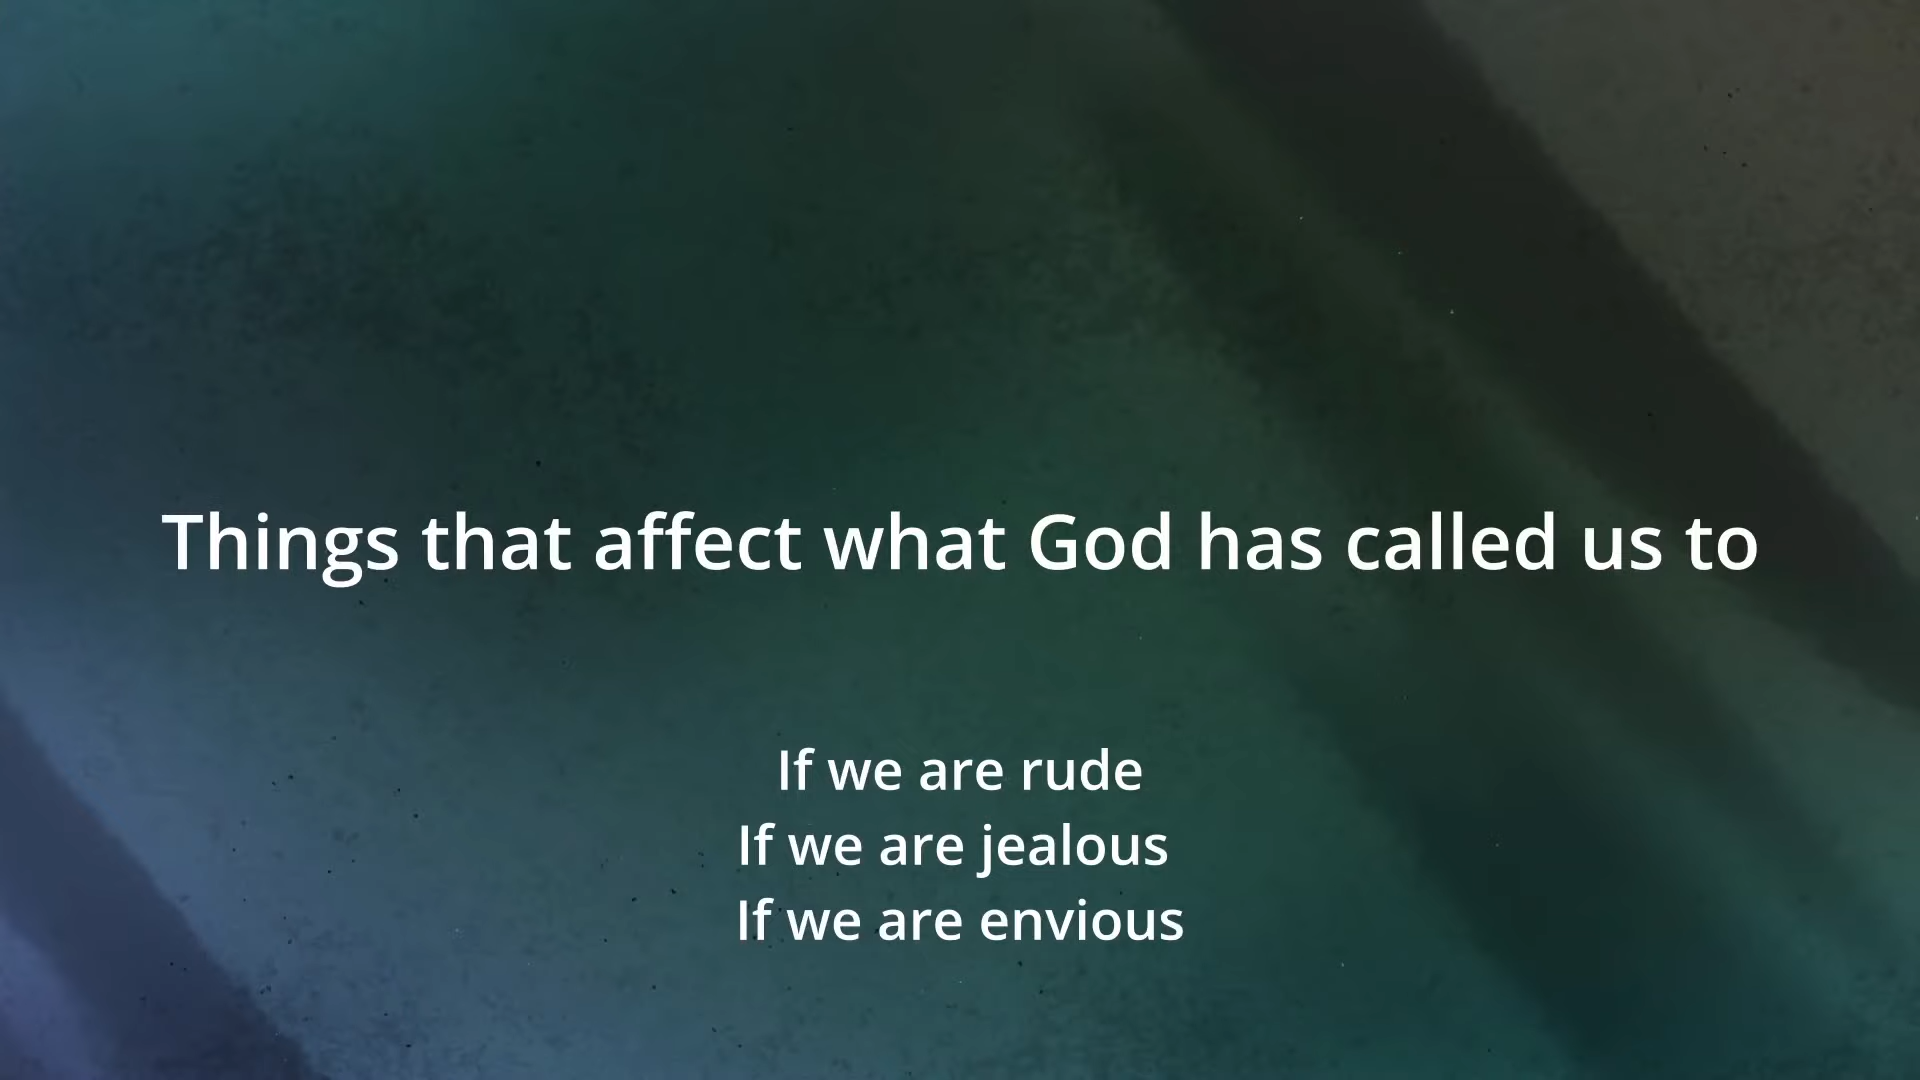 Things that affect what God has called us to
If we are rude
If we are jealous
If we are envious